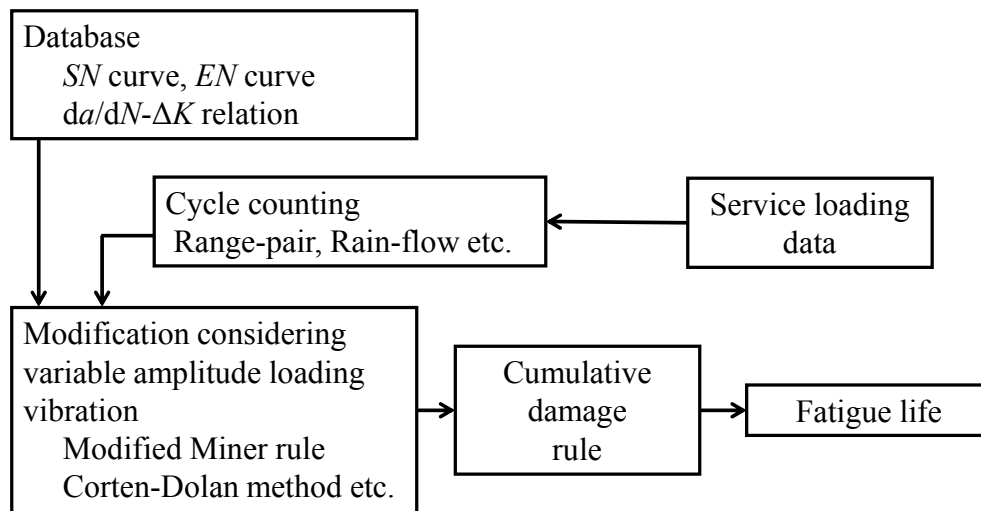 Database
SN curve, EN curve
da/dN-ΔK relation
Cycle counting
Range-pair, Rain-flow etc.
Service loading
data
Modification considering
variable amplitude loading
vibration
Modified Miner rule
Corten-Dolan method etc.
Cumulative
damage
rule
Fatigue life